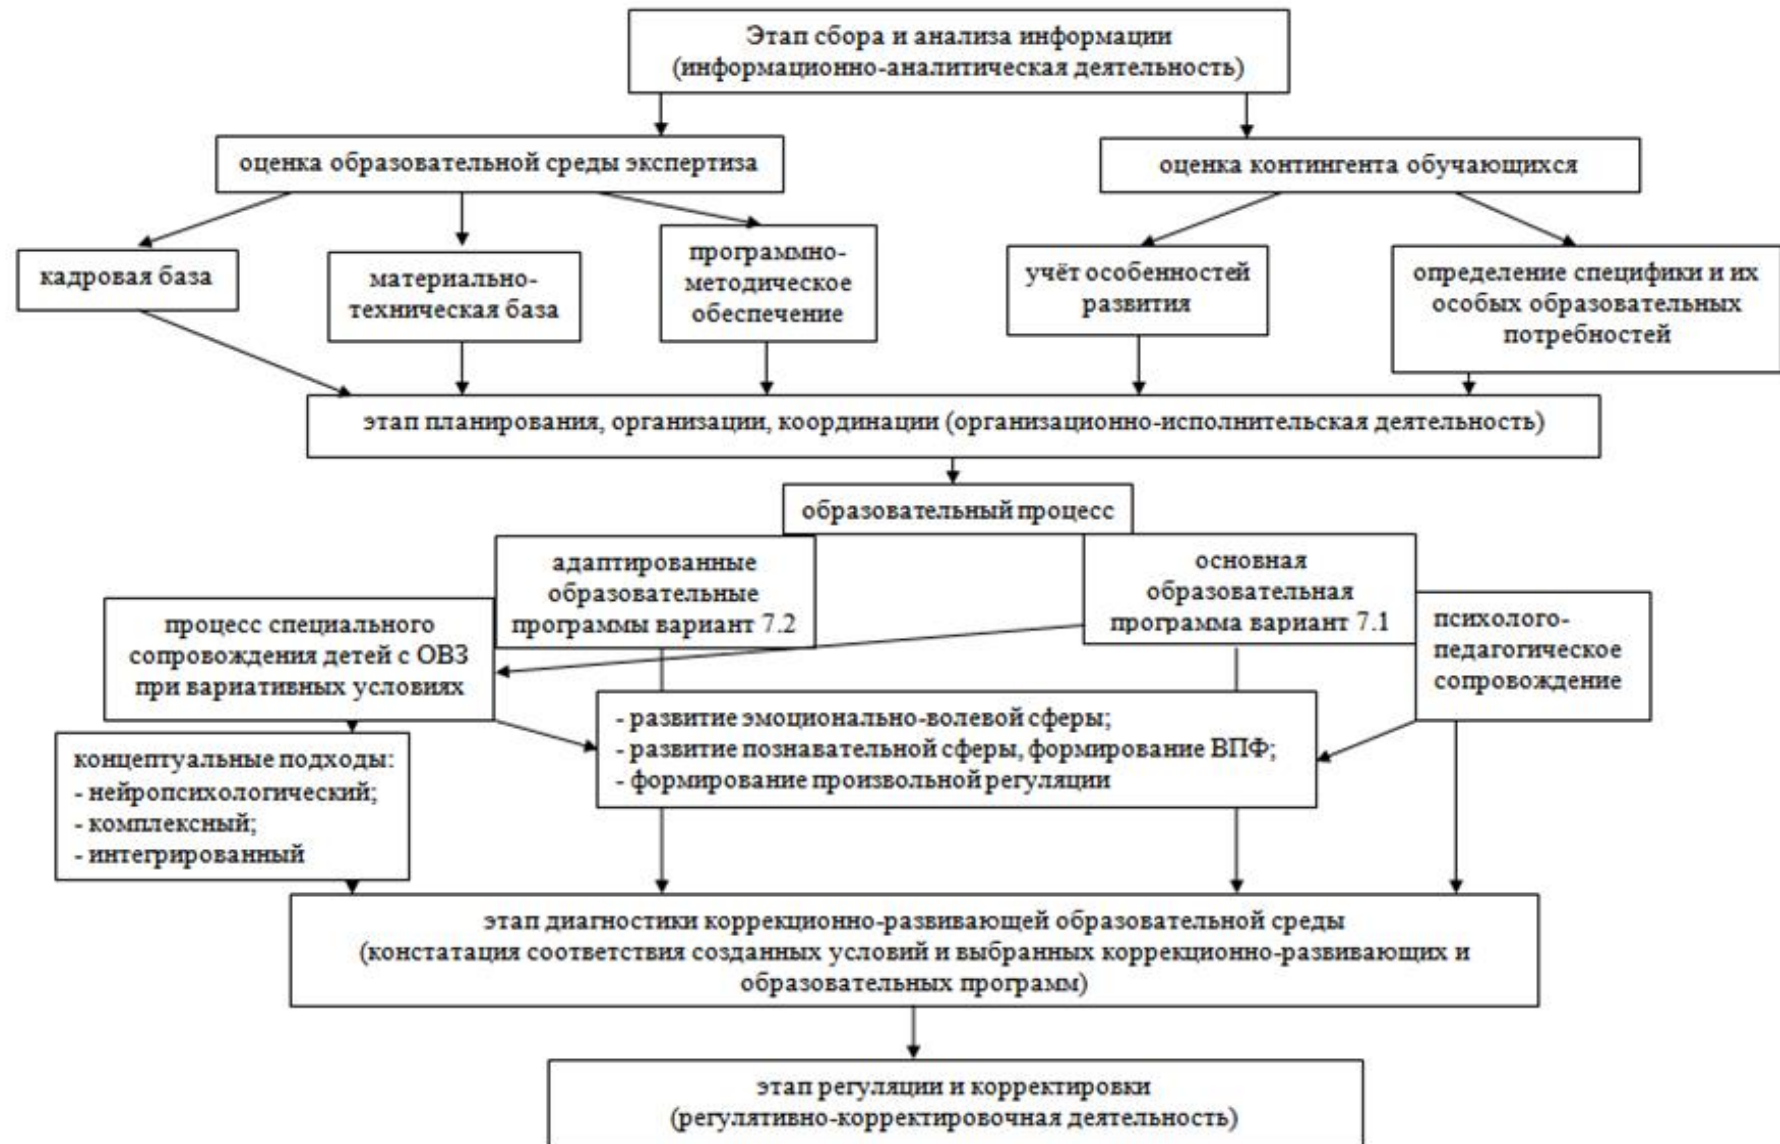 Этап сбора и анализа информации
(информационно-аналитическая деятельность)
оценка образовательной среды экспертиза
оценка контингента обучающихся
кадровая база
материально-
техническая база
программно-
методическое
обеспечение
учёт особенностей
развития
определение специфики и их
особых образовательных
потребностей
этап планирования, организации, координации (организационно-исполнительская деятельность)
образовательный процесс
адаптированные
образовательные
программы вариант 7.2
основная
образовательная
программа вариант 7.1
процесс специального
сопровождения детей с ОВЗ
при вариативных условиях
психолого-
педагогическое
сопровождение
- развитие эмоционально-волевой сферы;
- развитие познавательной сферы, формирование ВПФ;
- формирование произвольной регуляции
концептуальные подходы:
- нейропсихологический;
- комплексный;
- интегрированный
этап диагностики коррекционно-развивающей образовательной среды
(констатация соответствия созданных условий и выбранных коррекционно-развивающих и
образовательных программ)
этап регуляции и корректировки
(регулятивно-корректировочная деятельность)